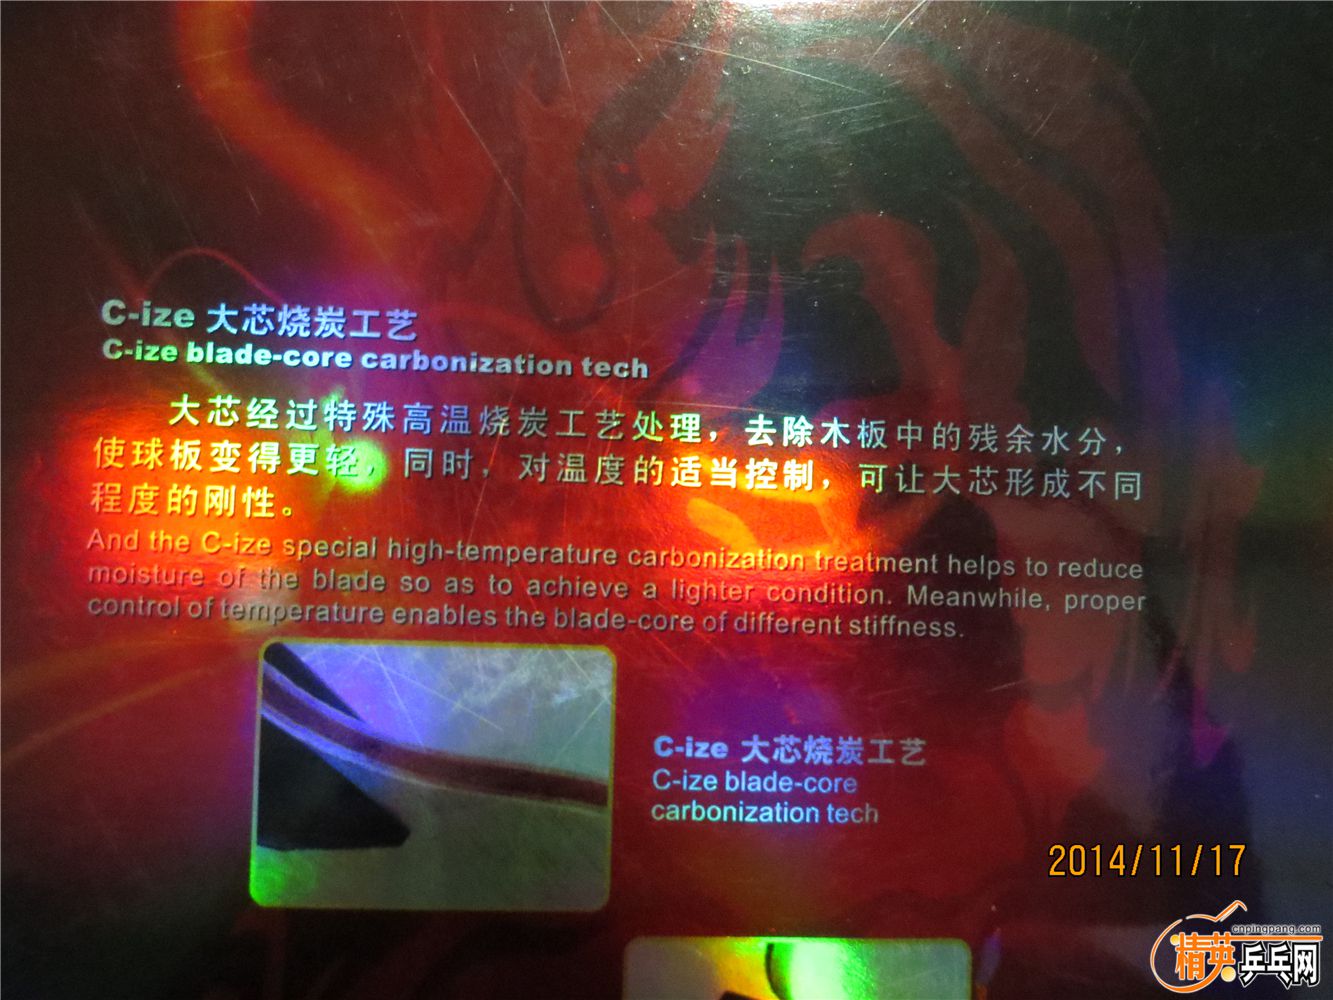 C-ize 大芯烧炭工艺
C-ize blade-core carbonization tech
大芯经过特殊高温烧炭工艺处理，去除木板中的残余水分，
使球板变得更轻，同时，对温度的适当控制，可让大芯形成不同
程度的刚性。
And the C-ize special high-temperature carbonization treatment helps to reduce
moisture of the blade so as to achieve a lighter condition. Meanwhile, proper
control of temperature enables the blade-core of different stiffness.
C-ize 大芯烧炭工艺
C-ize blade-core
carbonization tech
2014/11/17
cnpingpang.com
精英乒乓网